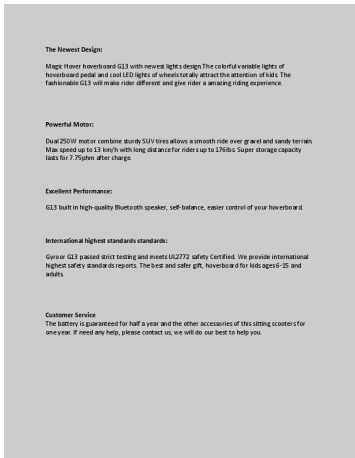 The Newest Design:
Magic Hover hoverboard G13 with newest lights design.The colorful variable lights of
hoverboard pedal and cool LED lights of wheels totally attract the attention of kids. The
fashionable G13 will make rider different and give rider a amazing riding experience.
Powerful Motor:
Dual 250W motor combine sturdy SUV tires allows a smooth ride over gravel and sandy terrain.
Max speed up to 13 km/h with long distance for riders up to 176lbs. Super storage capacity
lasts for 7.75phm after charge.
Excellent Performance:
G13 built in high-quality Bluetooth speaker, self-balance, easier control of your hoverboard.
International highest standards standards:
Gyroor G13 passed strict testing and meets UL2772 safety Certified. We provide international
highest safety standards reports. The best and safer gift, hoverboard for kids ages 6-15 and
adults.
Customer Service
The battery is guaranteed for half a year and the other accessories of this sitting scooters for
one year. If need any help, please contact us, we will do our best to help you.